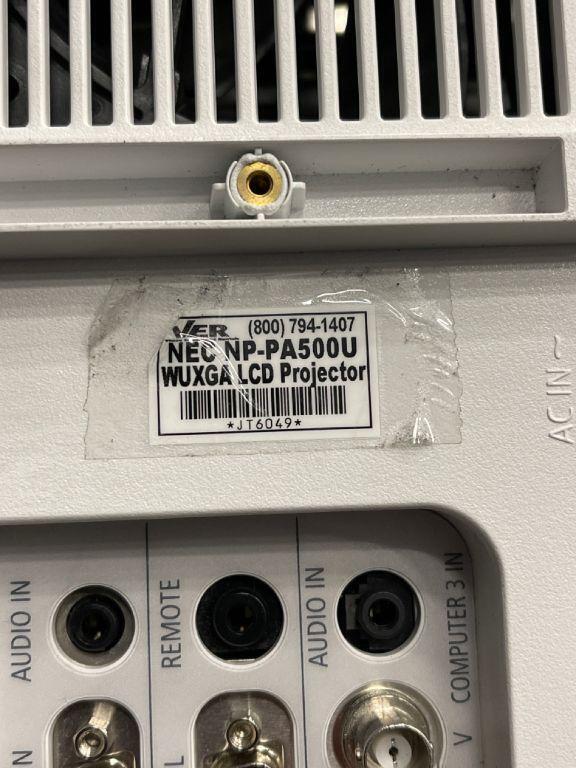 VER (800) 794-1407
NEC NP-PA500U
WUXGA LCD Projector
*JT6049*
AC IN ~
AUDIO IN
REMOTE
AUDIO IN
COMPUTER 3 IN
N
L
V